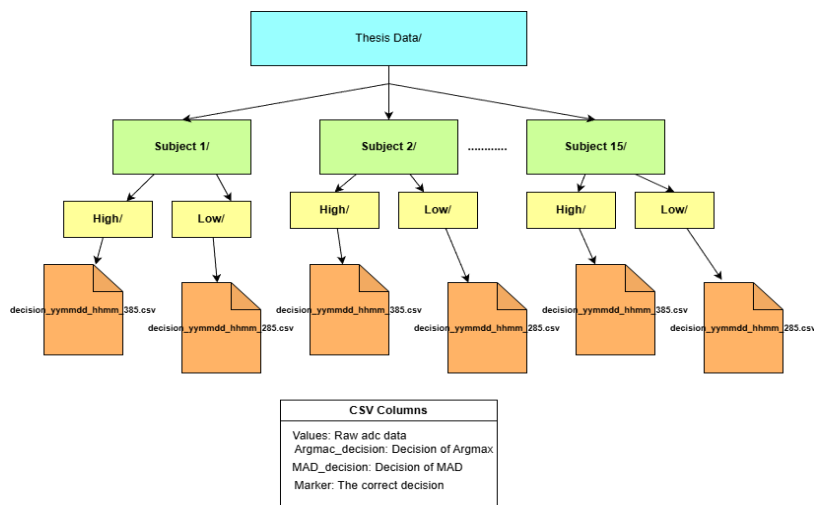 Thesis Data/
Subject 1/
Subject 2/
............
Subject 15/
High/
Low/
High/
Low/
High/
Low/
decision_yymmdd_hhmm_385.csv
decision_yymmdd_hhmm_285.csv
decision_yymmdd_hhmm_385.csv
decision_yymmdd_hhmm_285.csv
decision_yymmdd_hhmm_385.csv
decision_yymmdd_hhmm_285.csv
CSV Columns
Values: Raw adc data
Argmac_decision: Decision of Argmax
MAD_decision: Decision of MAD
Marker: The correct decision